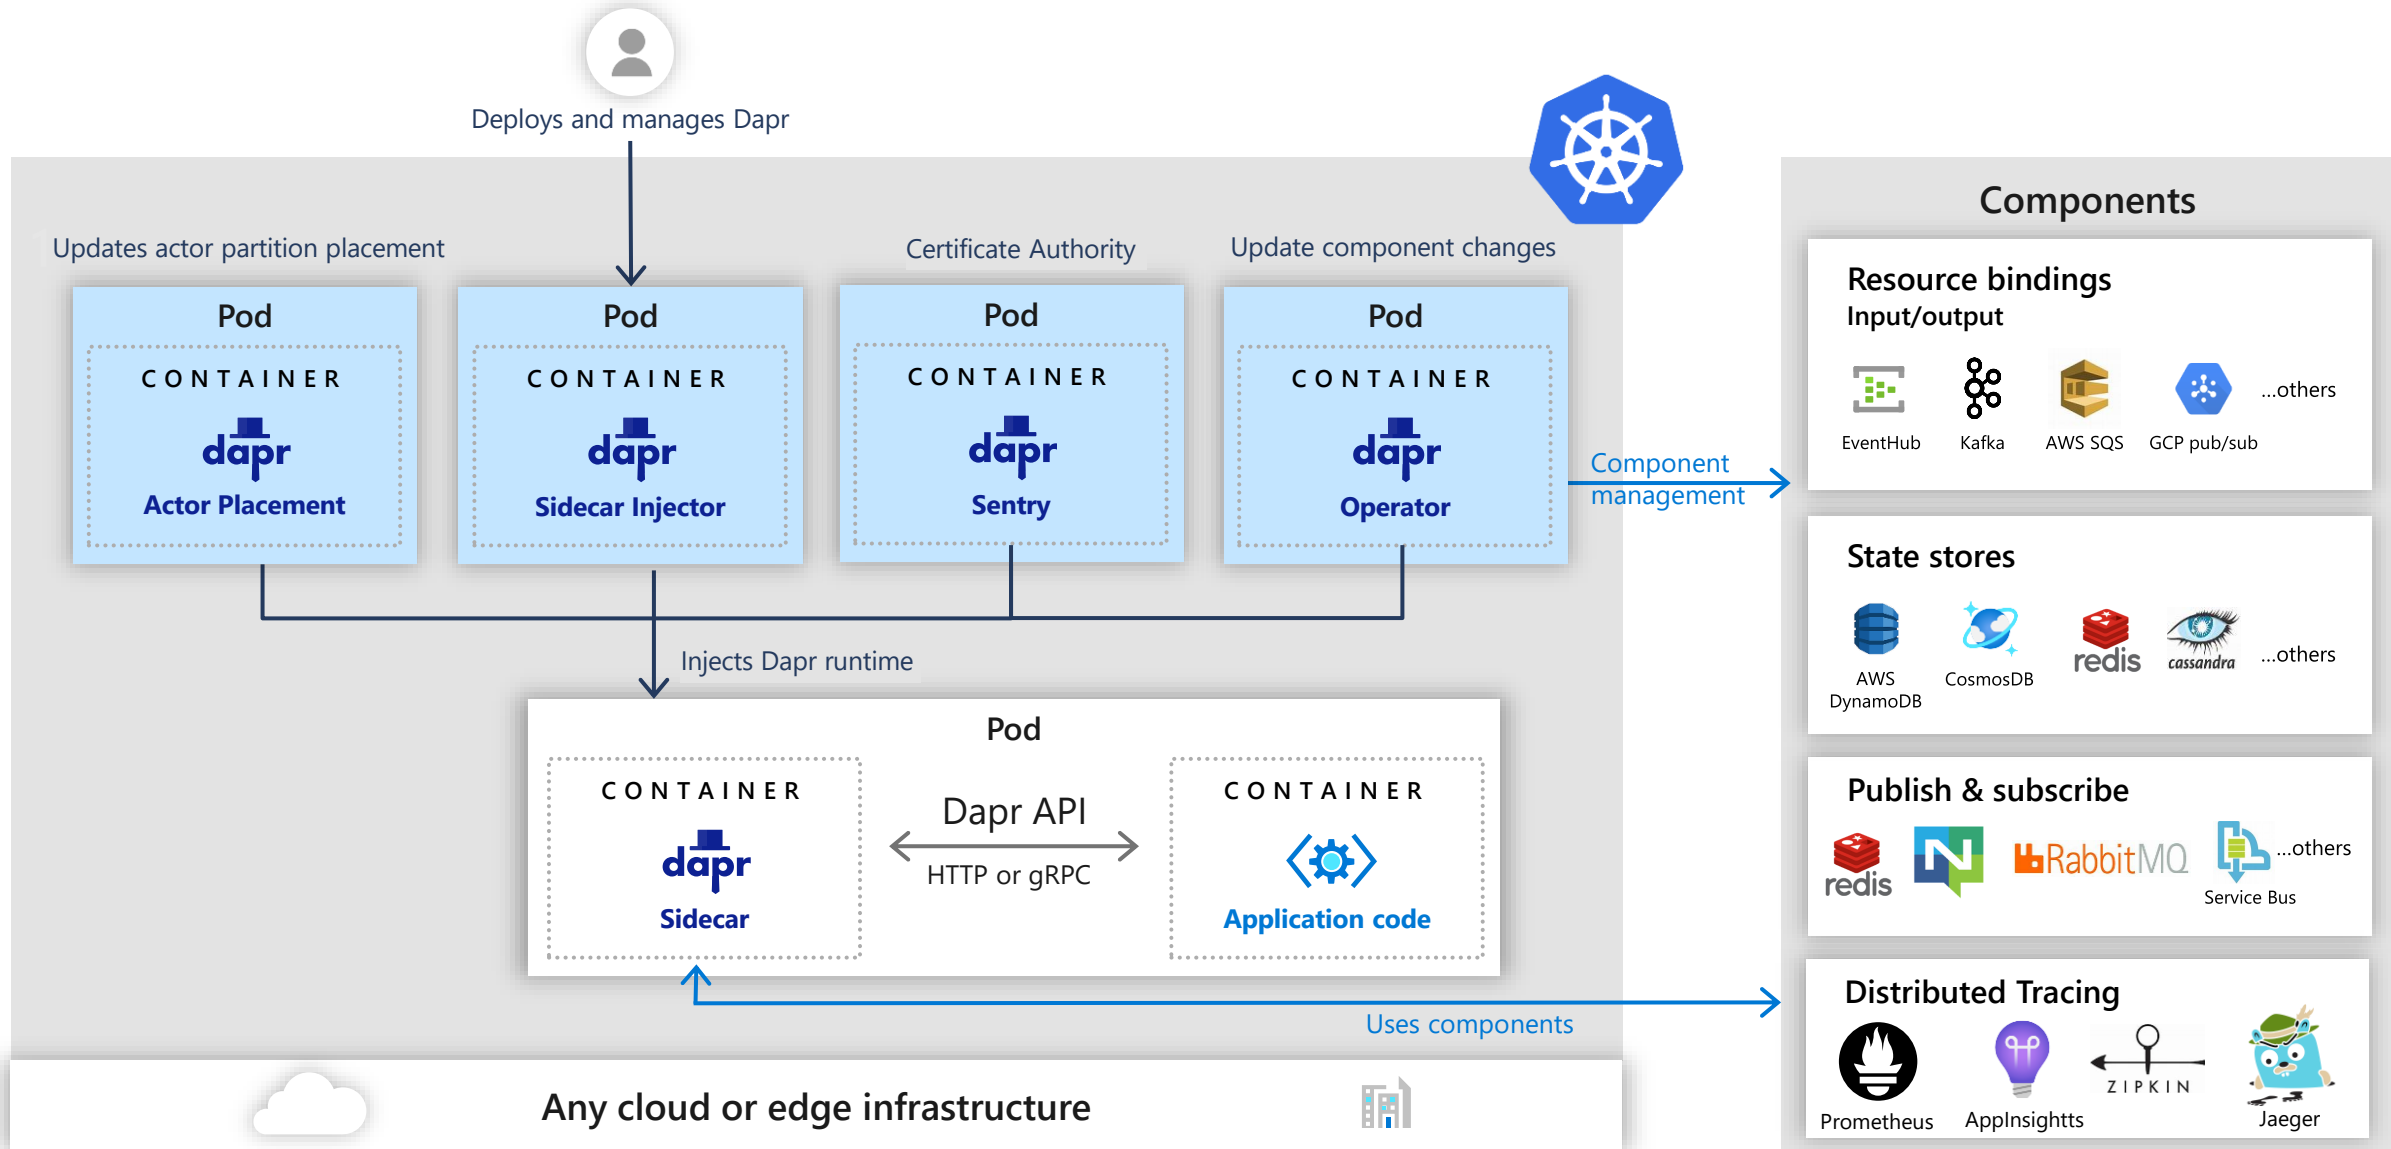 Deploys and manages Dapr
Updates actor partition placement
Certificate Authority
Update component changes
Pod
CONTAINER
dapr
Actor Placement
Pod
CONTAINER
dapr
Sidecar Injector
Pod
CONTAINER
dapr
Sentry
Pod
CONTAINER
dapr
Operator
Component
management
Injects Dapr runtime
Pod
CONTAINER
dapr
Sidecar
Dapr API
HTTP or gRPC
CONTAINER
Application code
Uses components
Any cloud or edge infrastructure
Components
Resource bindings
Input/output
EventHub
Kafka
AWS SQS
GCP pub/sub
...others
State stores
AWS
DynamoDB
CosmosDB
redis
cassandra
...others
Publish & subscribe
redis
N
RabbitMQ
Service Bus
...others
Distributed Tracing
Prometheus
AppInsightts
ZIPKIN
Jaeger